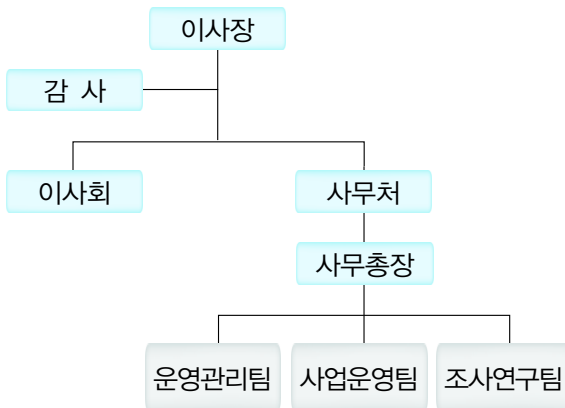 이사장
감 사
이사회
사무처
사무총장
운영관리팀
사업운영팀
조사연구팀